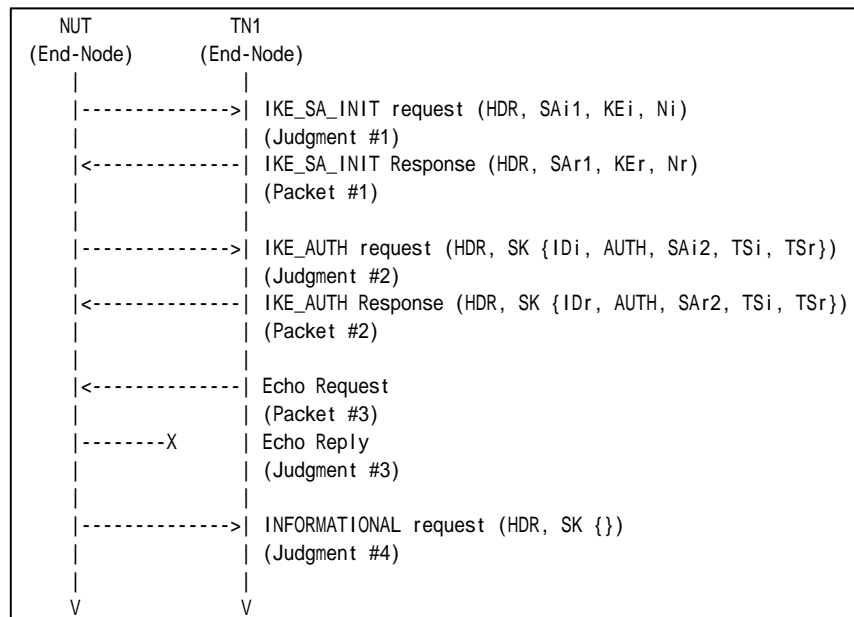 NUT TN1
(End-Node) (End-Node)
| |
|-------------->| IKE_SA_INIT request (HDR, SAi1, KEi, Ni)
| | (Judgment #1)
|<--------------| IKE_SA_INIT Response (HDR, SAr1, KEr, Nr)
| | (Packet #1)
| |
|-------------->| IKE_AUTH request (HDR, SK {IDi, AUTH, SAi2, TSi, TSr})
| | (Judgment #2)
|<--------------| IKE_AUTH Response (HDR, SK {IDr, AUTH, SAr2, TSi, TSr})
| | (Packet #2)
| |
|<--------------| Echo Request
| | (Packet #3)
|--------X | Echo Reply
| | (Judgment #3)
| |
|-------------->| INFORMATIONAL request (HDR, SK {})
| | (Judgment #4)
| |
V V